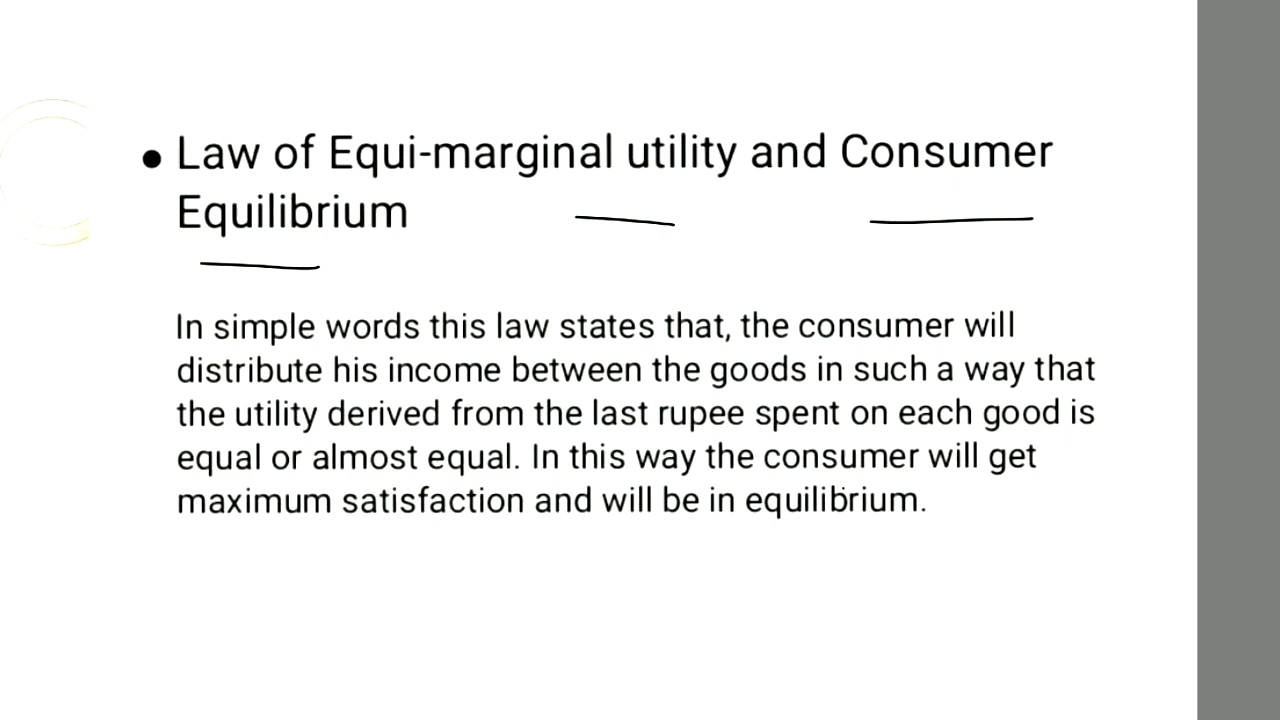 • Law of Equi-marginal utility and Consumer
Equilibrium
In simple words this law states that, the consumer will
distribute his income between the goods in such a way that
the utility derived from the last rupee spent on each good is
equal or almost equal. In this way the consumer will get
maximum satisfaction and will be in equilibrium.